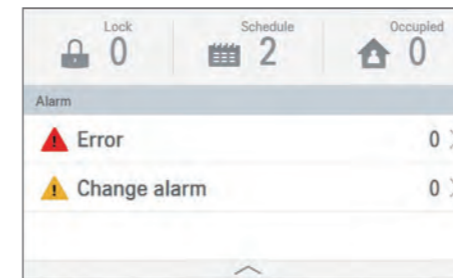 Lock Schedule Occupied
0 2 0
Alarm
Error 0
Change alarm 0